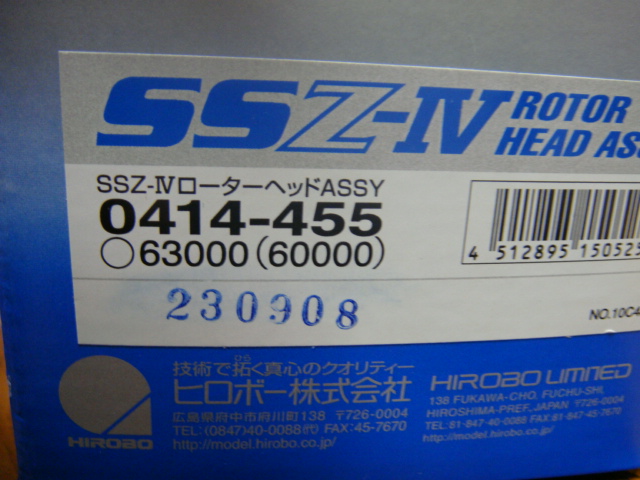 SSZ-IV ROTOR
HEAD ASS
SSZ-IVローターヘッドASSY
0414-455
○63000(60000)
4 512895 150525
230908
NO.10C4
技術で拓く真心のクオリティー
ひら
ヒロボー株式会社
広島県府中市府川町138 〒726-0004
TEL:(0847)40-0088(代) FAX:45-7670
http://model.hirobo.co.jp/
HIROBO
HIROBO LIMITED
138 FUKAWA-CHO, FUCHU-SHI,
HIROSHIMA-PREF., JAPAN 〒726-0004
TEL:81-847-40-0088 FAX:81-847-45-7670
http://model.hirobo.co.jp/